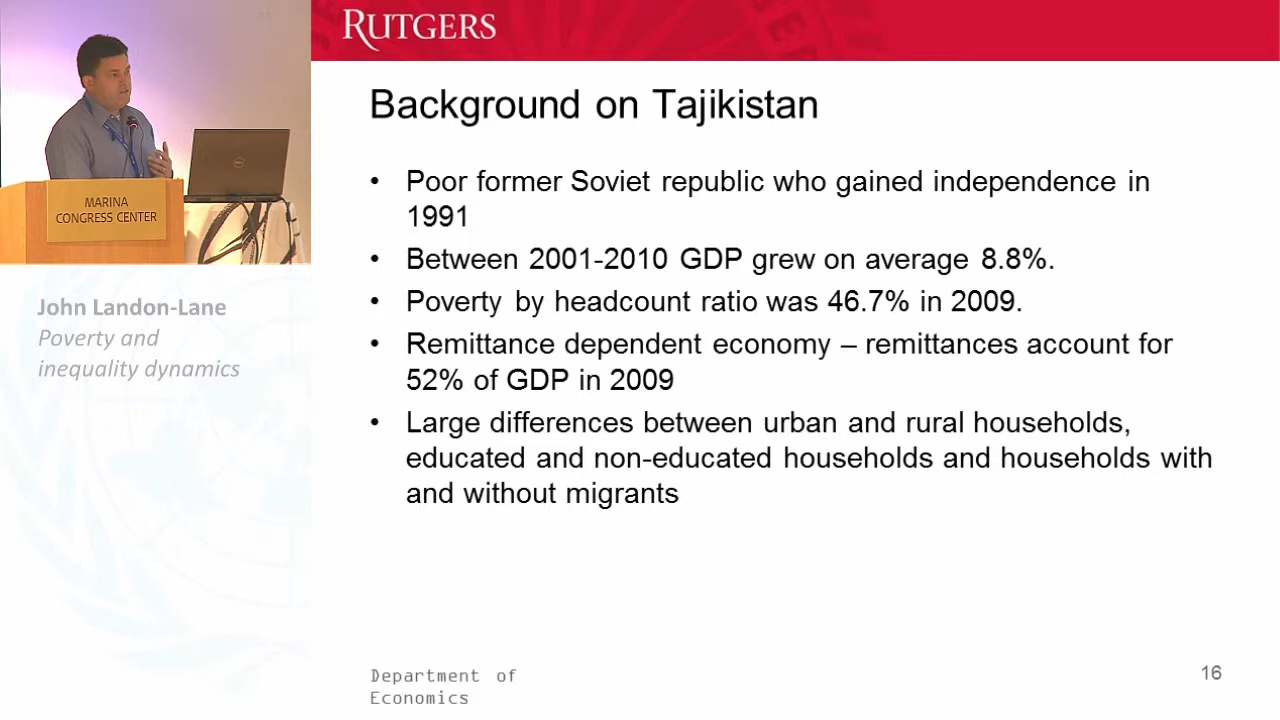 RUTGERS
Background on Tajikistan
• Poor former Soviet republic who gained independence in
1991
• Between 2001-2010 GDP grew on average 8.8%.
• Poverty by headcount ratio was 46.7% in 2009.
• Remittance dependent economy – remittances account for
52% of GDP in 2009
• Large differences between urban and rural households,
educated and non-educated households and households with
and without migrants
MARINA
CONGRESS CENTER
John Landon-Lane
Poverty and
inequality dynamics
Department of
Economics
16